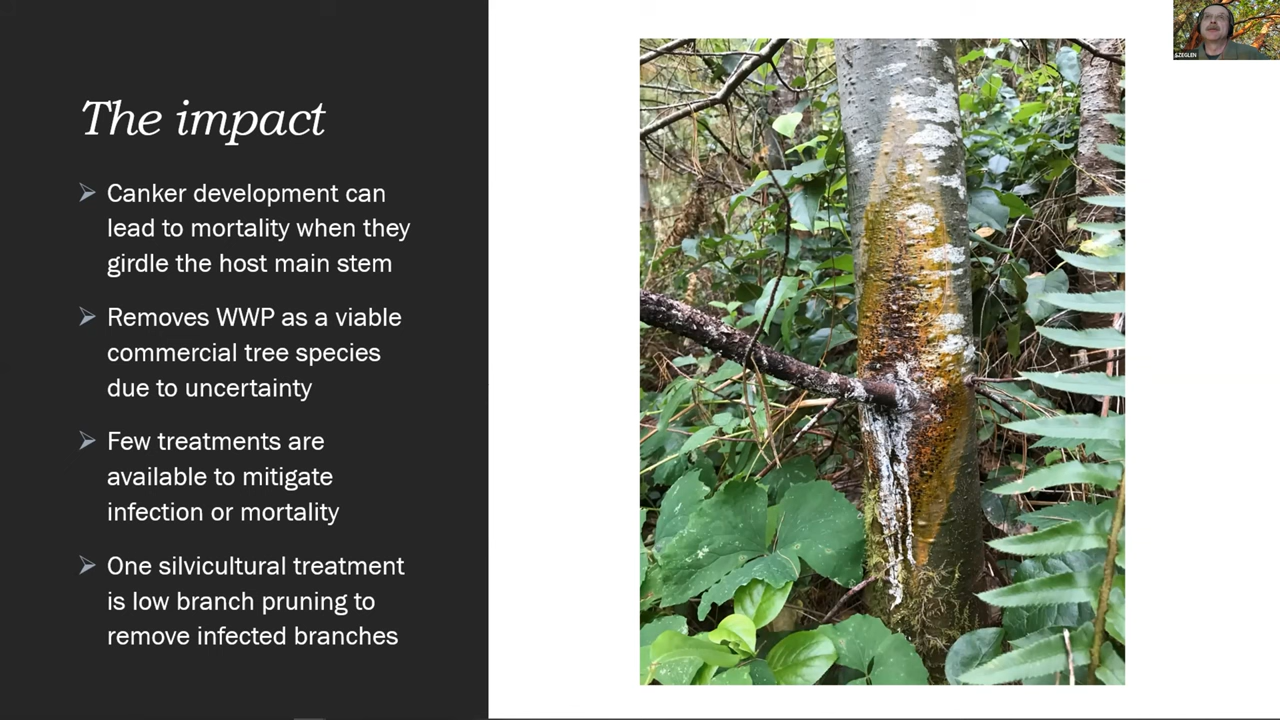 The impact
Canker development can
lead to mortality when they
girdle the host main stem
Removes WWP as a viable
commercial tree species
due to uncertainty
Few treatments are
available to mitigate
infection or mortality
One silvicultural treatment
is low branch pruning to
remove infected branches
SZEGLEN